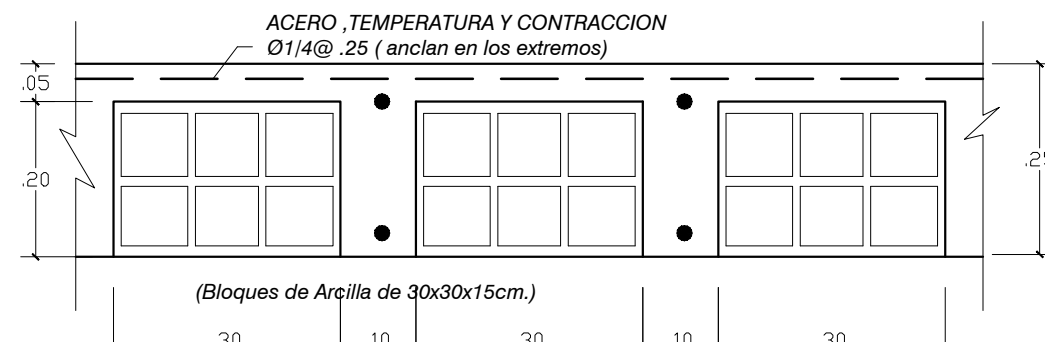 ACERO ,TEMPERATURA Y CONTRACCION
Ø1/4@ .25 ( anclan en los extremos)
.05
.20
.25
(Bloques de Arcilla de 30x30x15cm.)
30 10 30 10 30